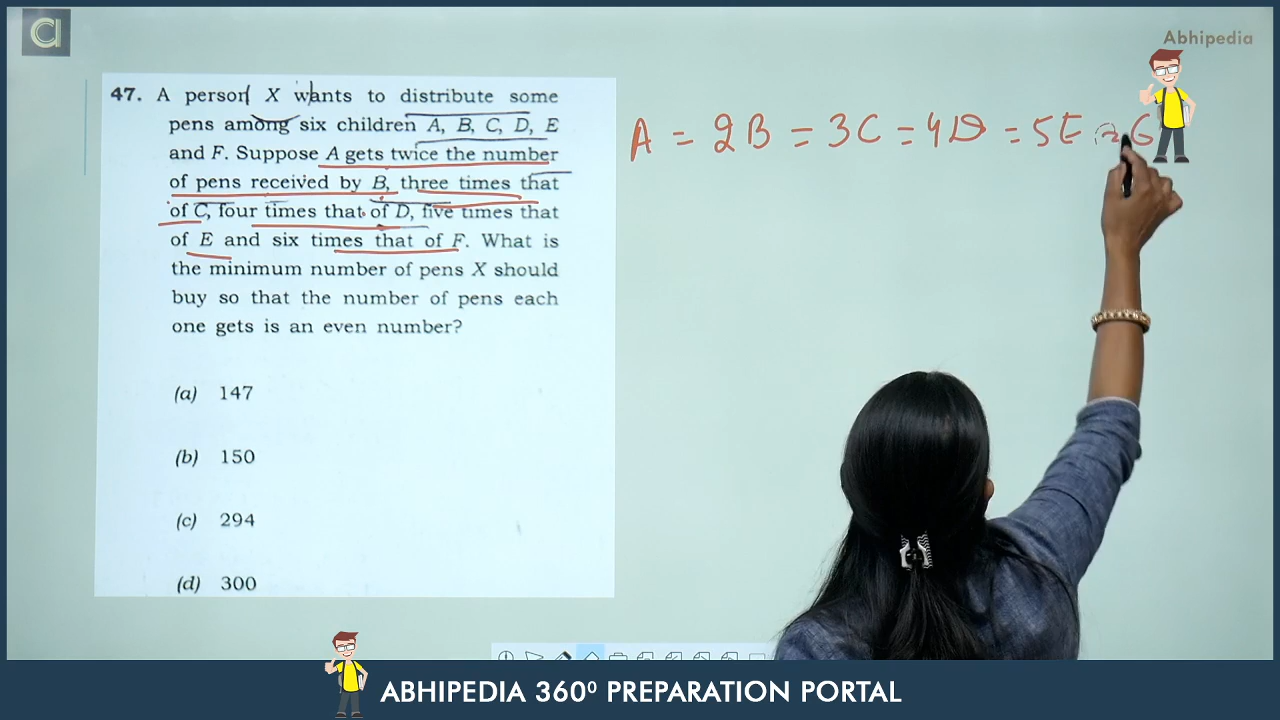 Abhipedia
47. A person X wants to distribute some
pens among six children A, B, C, D, E
and F. Suppose A gets twice the number
of pens received by B, three times that
of C, four times that of D, five times that
of E and six times that of F. What is
the minimum number of pens X should
buy so that the number of pens each
one gets is an even number?
(a) 147
(b) 150
(c) 294
(d) 300
A = 2B = 3C = 4D = 5E = 6
ABHIPEDIA 360⁰ PREPARATION PORTAL